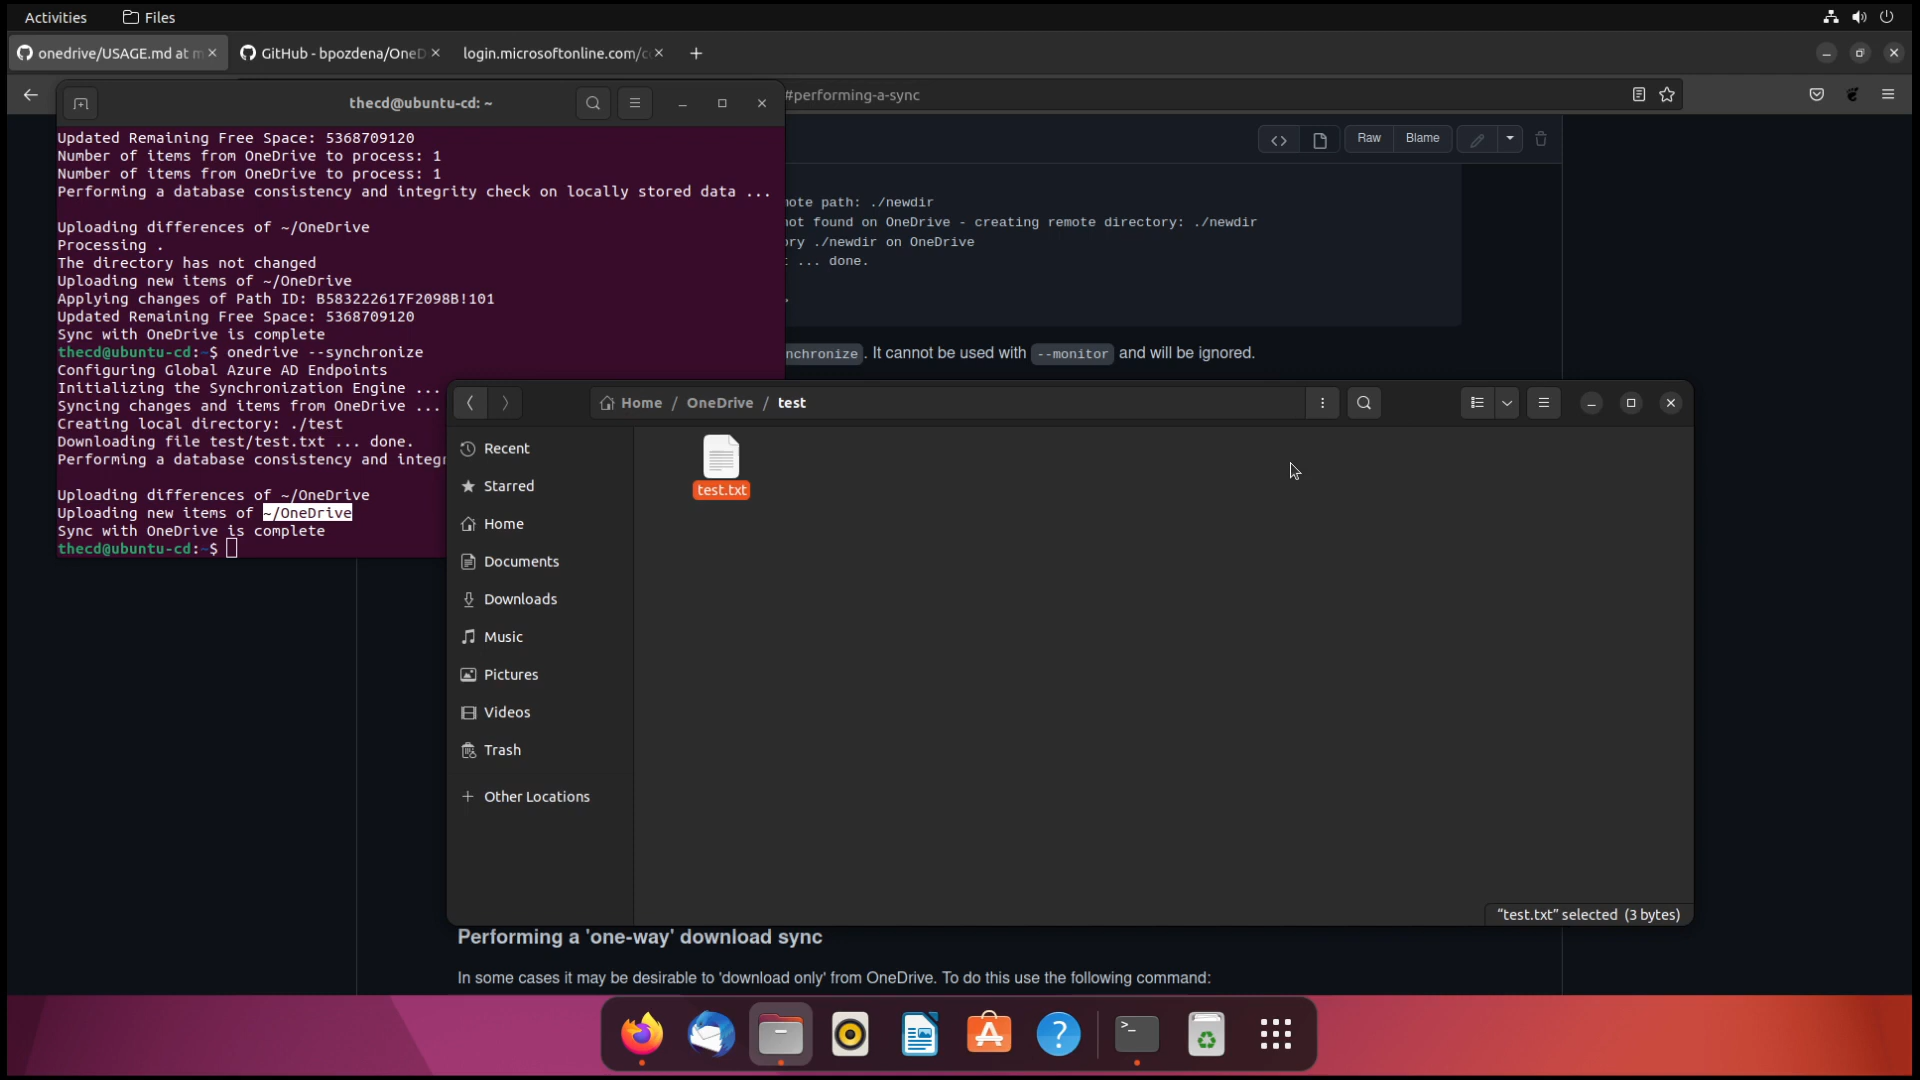 Activities
Files
onedrive/USAGE.md at m
GitHub - bpozdena/OneD
login.microsoftonline.com/c
#performing-a-sync
thecd@ubuntu-cd: ~
Raw
Blame
Updated Remaining Free Space: 5368709120
Number of items from OneDrive to process: 1
Number of items from OneDrive to process: 1
Performing a database consistency and integrity check on locally stored data ...
Uploading differences of ~/OneDrive
Processing .
The directory has not changed
Uploading new items of ~/OneDrive
Applying changes of Path ID: B583222617F2098B!101
Updated Remaining Free Space: 5368709120
Sync with OneDrive is complete
thecd@ubuntu-cd:~$ onedrive --synchronize
Configuring Global Azure AD Endpoints
Initializing the Synchronization Engine ...
Syncing changes and items from OneDrive ...
Creating local directory: ./test
Downloading file test/test.txt ... done.
Performing a database consistency and integr
Uploading differences of ~/OneDrive
Uploading new items of ~/OneDrive
Sync with OneDrive is complete
thecd@ubuntu-cd:~$
ote path: ./newdir
ot found on OneDrive - creating remote directory: ./newdir
ry ./newdir on OneDrive
... done.
nchronize. It cannot be used with --monitor and will be ignored.
Home / OneDrive / test
Recent
Starred
Home
Documents
Downloads
Music
Pictures
Videos
Trash
Other Locations
test.txt
"test.txt" selected (3 bytes)
Performing a 'one-way' download sync
In some cases it may be desirable to 'download only' from OneDrive. To do this use the following command: